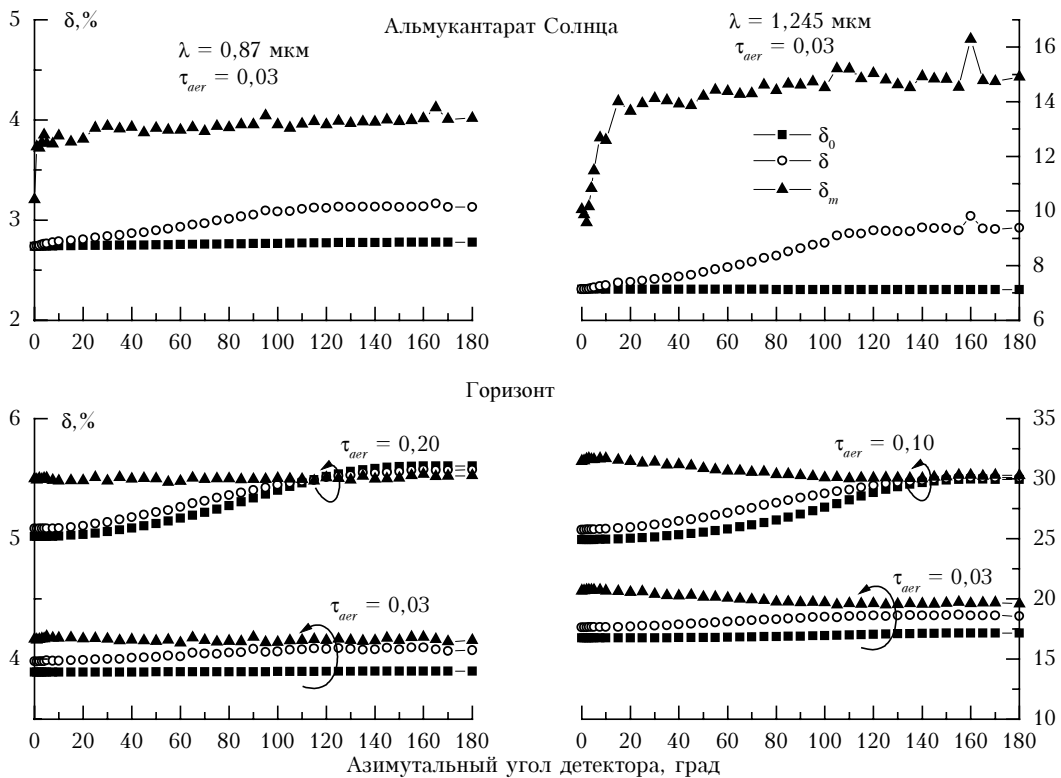 δ,%
Альмукантарат Солнца
λ = 0,87 мкм
τaer = 0,03
λ = 1,245 мкм
τaer = 0,03
5
4
3
2
16
14
12
10
8
6
δ0
δ
δm
0 20 40 60 80 100 120 140 160 180
0 20 40 60 80 100 120 140 160 180
Горизонт
δ,%
6
5
4
τaer = 0,20
τaer = 0,03
τaer = 0,10
τaer = 0,03
35
30
25
20
15
10
0 20 40 60 80 100 120 140 160 180
0 20 40 60 80 100 120 140 160 180
Азимутальный угол детектора, град